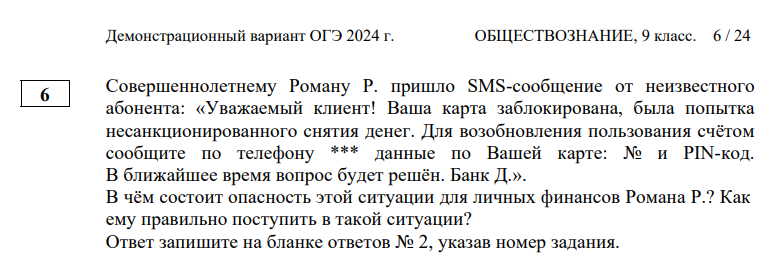 Демонстрационный вариант ОГЭ 2024 г. ОБЩЕСТВОЗНАНИЕ, 9 класс. 6 / 24
6
Совершеннолетнему Роману Р. пришло SMS-сообщение от неизвестного
абонента: «Уважаемый клиент! Ваша карта заблокирована, была попытка
несанкционированного снятия денег. Для возобновления пользования счётом
сообщите по телефону *** данные по Вашей карте: № и PIN-код.
В ближайшее время вопрос будет решён. Банк Д.».
В чём состоит опасность этой ситуации для личных финансов Романа Р.? Как
ему правильно поступить в такой ситуации?
Ответ запишите на бланке ответов № 2, указав номер задания.